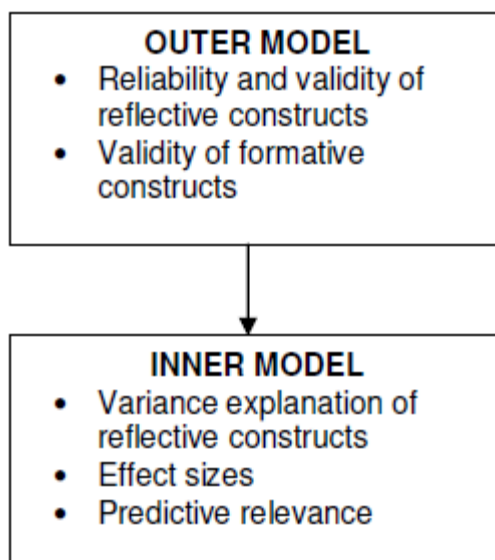 OUTER MODEL
• Reliability and validity of
reflective constructs
• Validity of formative
constructs
INNER MODEL
• Variance explanation of
reflective constructs
• Effect sizes
• Predictive relevance